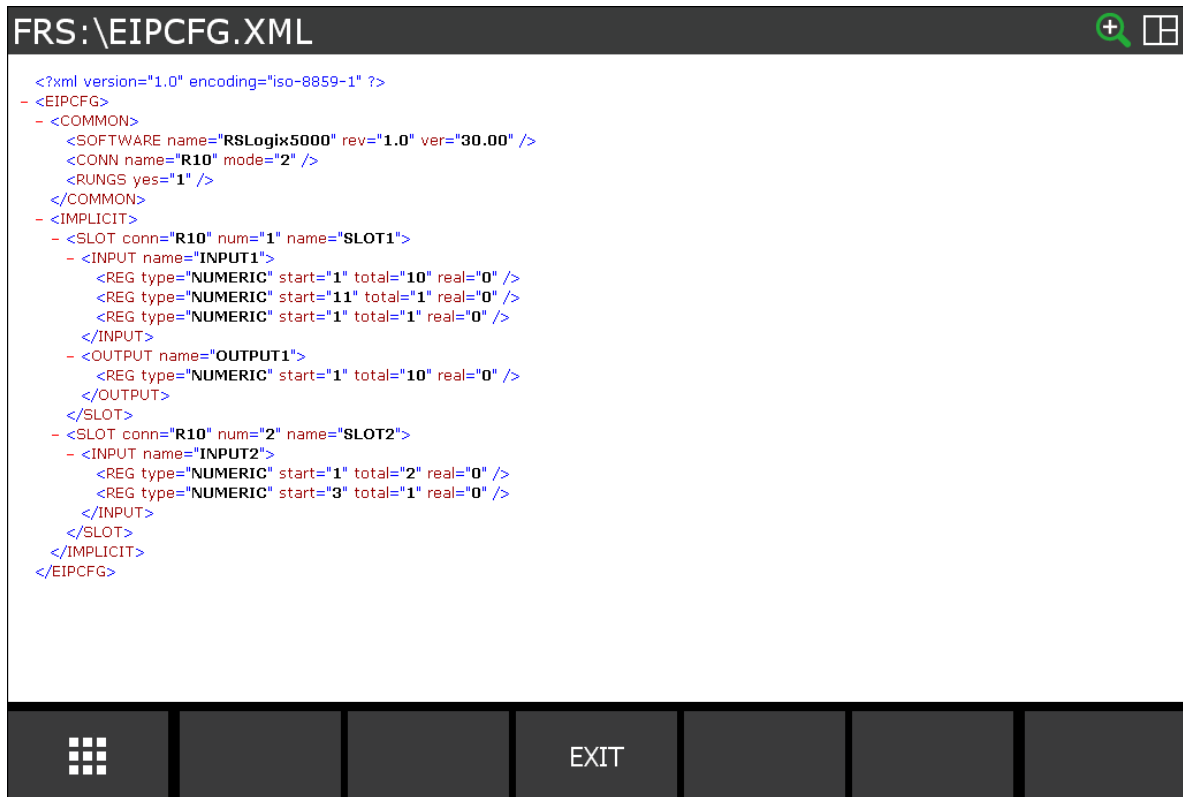 FRS:\EIPCFG.XML
<?xml version="1.0" encoding="iso-8859-1" ?>
- <EIPCFG>
- <COMMON>
<SOFTWARE name="RSLogix5000" rev="1.0" ver="30.00" />
<CONN name="R10" mode="2" />
<RUNGS yes="1" />
</COMMON>
- <IMPLICIT>
- <SLOT conn="R10" num="1" name="SLOT1">
- <INPUT name="INPUT1">
<REG type="NUMERIC" start="1" total="10" real="0" />
<REG type="NUMERIC" start="11" total="1" real="0" />
<REG type="NUMERIC" start="1" total="1" real="0" />
</INPUT>
- <OUTPUT name="OUTPUT1">
<REG type="NUMERIC" start="1" total="10" real="0" />
</OUTPUT>
</SLOT>
- <SLOT conn="R10" num="2" name="SLOT2">
- <INPUT name="INPUT2">
<REG type="NUMERIC" start="1" total="2" real="0" />
<REG type="NUMERIC" start="3" total="1" real="0" />
</INPUT>
</SLOT>
</IMPLICIT>
</EIPCFG>
EXIT